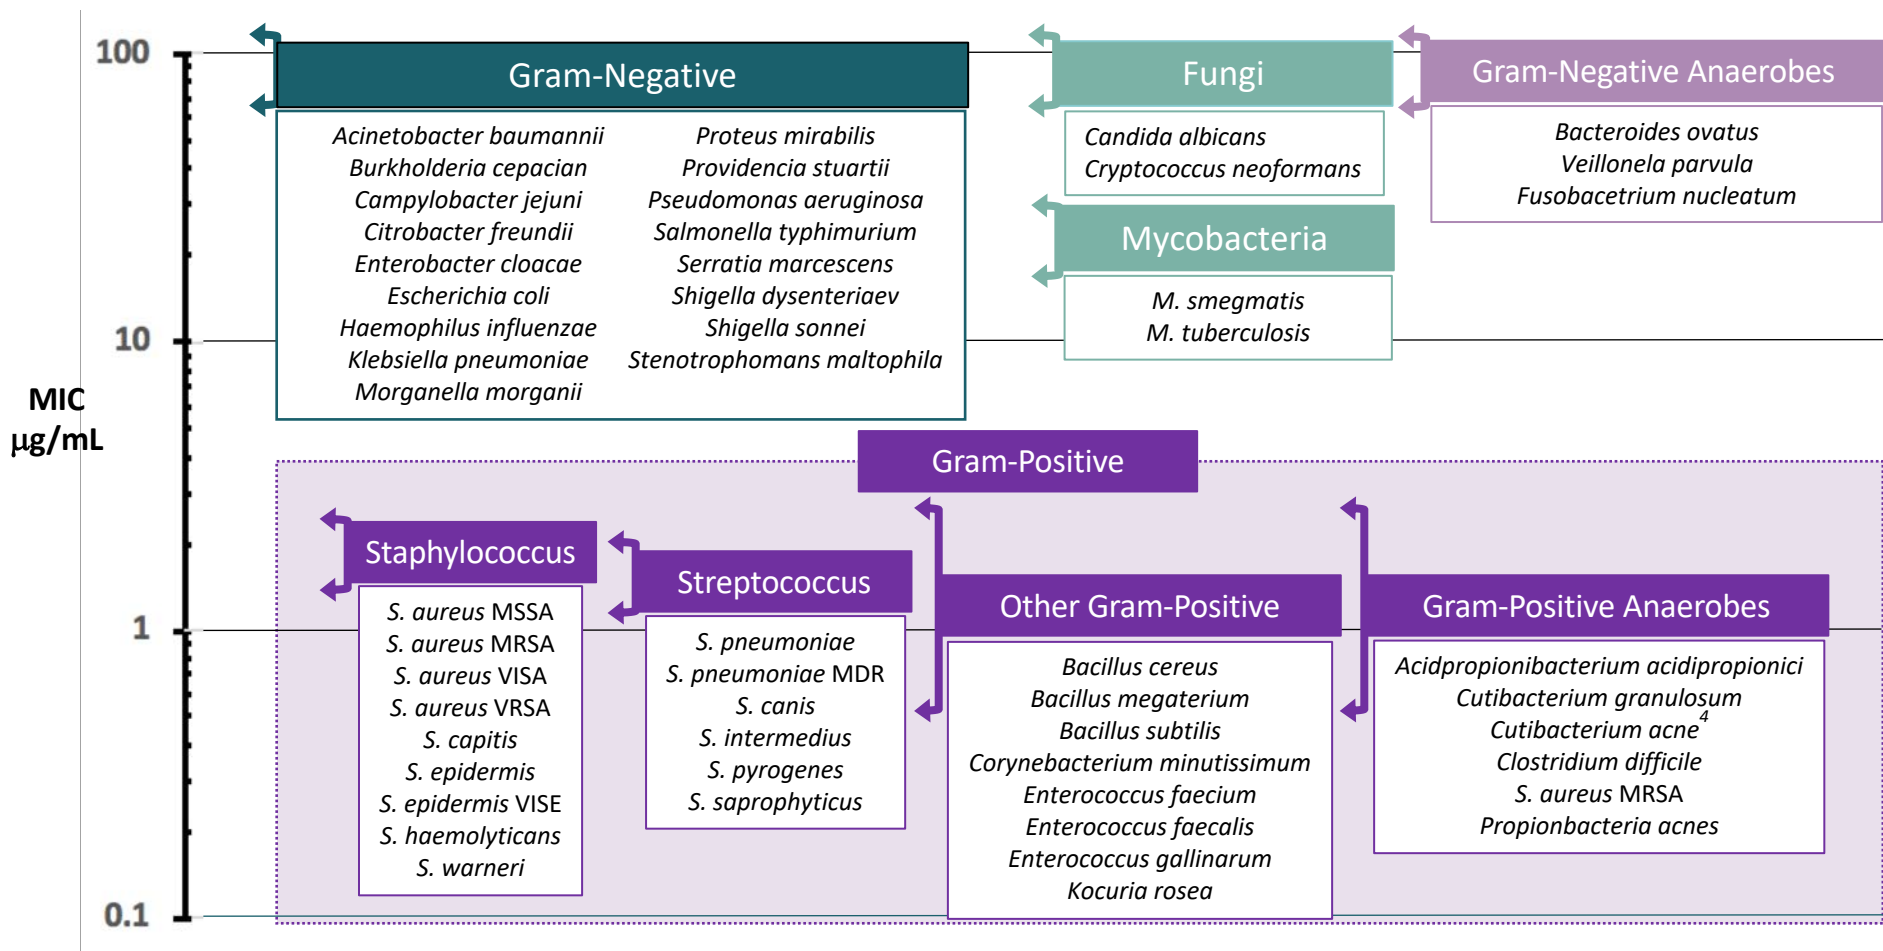 100
10
MIC
µg/mL
1
0.1
Gram-Negative
Acinetobacter baumannii
Burkholderia cepacian
Campylobacter jejuni
Citrobacter freundii
Enterobacter cloacae
Escherichia coli
Haemophilus influenzae
Klebsiella pneumoniae
Morganella morganii
Proteus mirabilis
Providencia stuartii
Pseudomonas aeruginosa
Salmonella typhimurium
Serratia marcescens
Shigella dysenteriaev
Shigella sonnei
Stenotrophomans maltophila
Fungi
Candida albicans
Cryptococcus neoformans
Mycobacteria
M. smegmatis
M. tuberculosis
Gram-Negative Anaerobes
Bacteroides ovatus
Veillonela parvula
Fusobacetrium nucleatum
Gram-Positive
Staphylococcus
S. aureus MSSA
S. aureus MRSA
S. aureus VISA
S. aureus VRSA
S. capitis
S. epidermis
S. epidermis VISE
S. haemolyticans
S. warneri
Streptococcus
S. pneumoniae
S. pneumoniae MDR
S. canis
S. intermedius
S. pyrogenes
S. saprophyticus
Other Gram-Positive
Bacillus cereus
Bacillus megaterium
Bacillus subtilis
Corynebacterium minutissimum
Enterococcus faecium
Enterococcus faecalis
Enterococcus gallinarum
Kocuria rosea
Gram-Positive Anaerobes
Acidpropionibacterium acidipropionici
Cutibacterium granulosum
Cutibacterium acne4
Clostridium difficile
S. aureus MRSA
Propionbacteria acnes